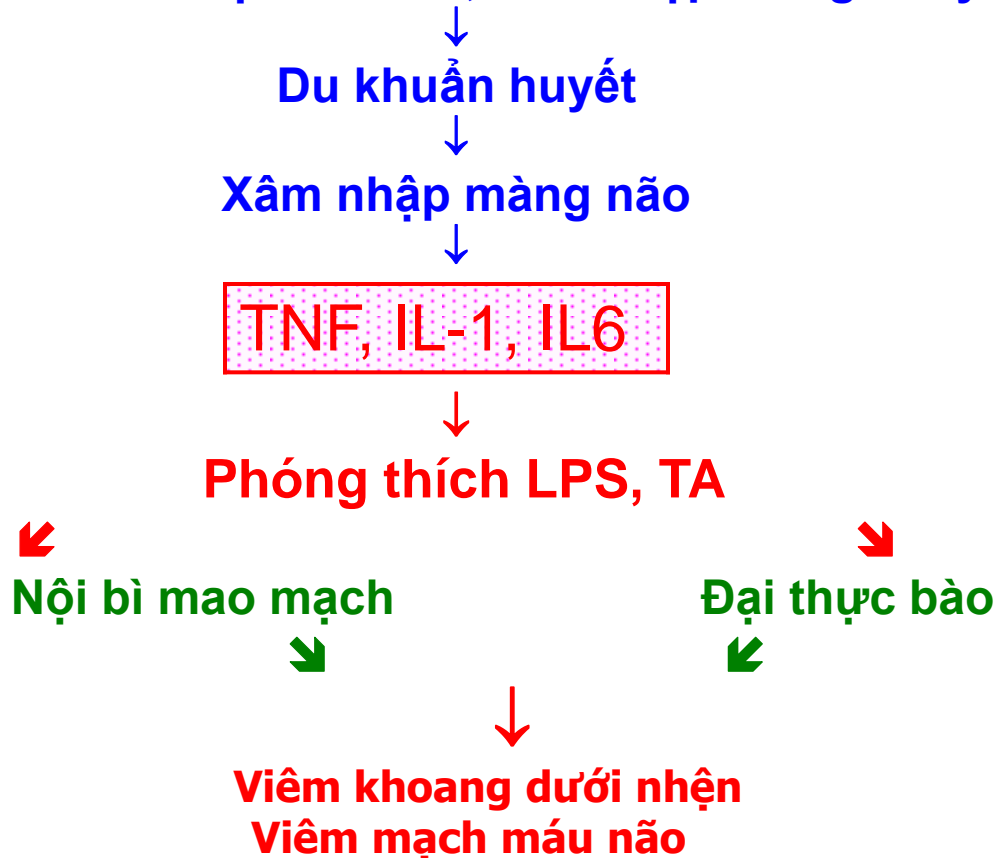 Du khuẩn huyết
Xâm nhập màng não
TNF, IL-1, IL6
Phóng thích LPS, TA
Nội bì mao mạch Đại thực bào
Viêm khoang dưới nhện
Viêm mạch máu não